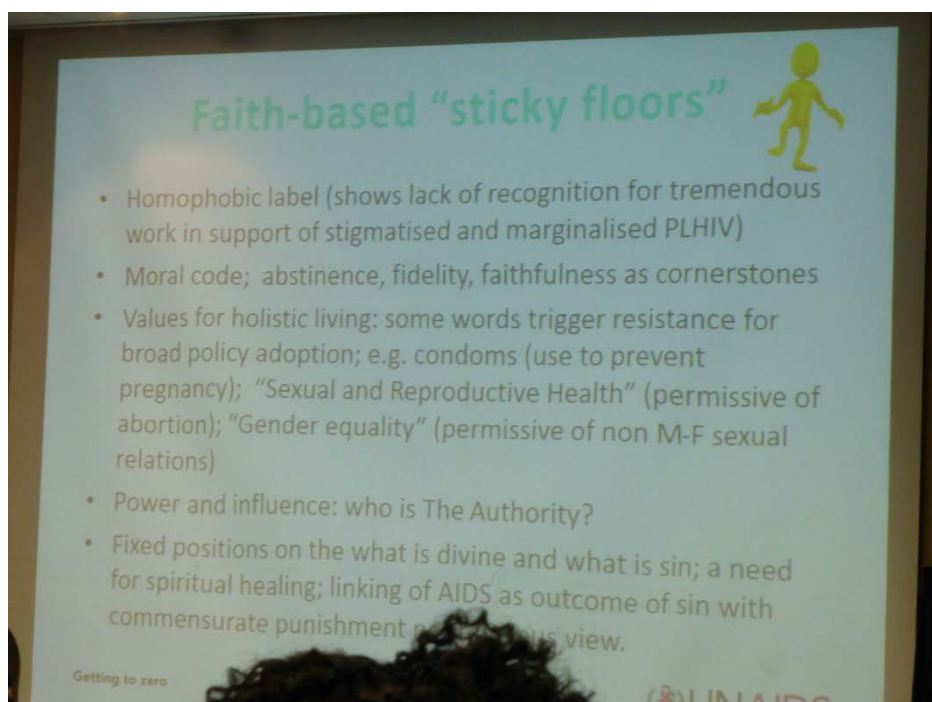 Faith-based “sticky floors”
• Homophobic label (shows lack of recognition for tremendous
work in support of stigmatised and marginalised PLHIV)
• Moral code; abstinence, fidelity, faithfulness as cornerstones
• Values for holistic living: some words trigger resistance for
broad policy adoption; e.g. condoms (use to prevent
pregnancy); “Sexual and Reproductive Health” (permissive of
abortion); “Gender equality” (permissive of non M-F sexual
relations)
• Power and influence: who is The Authority?
• Fixed positions on the what is divine and what is sin; a need
for spiritual healing; linking of AIDS as outcome of sin with
commensurate punishment view.
Getting to zero
UNAIDS